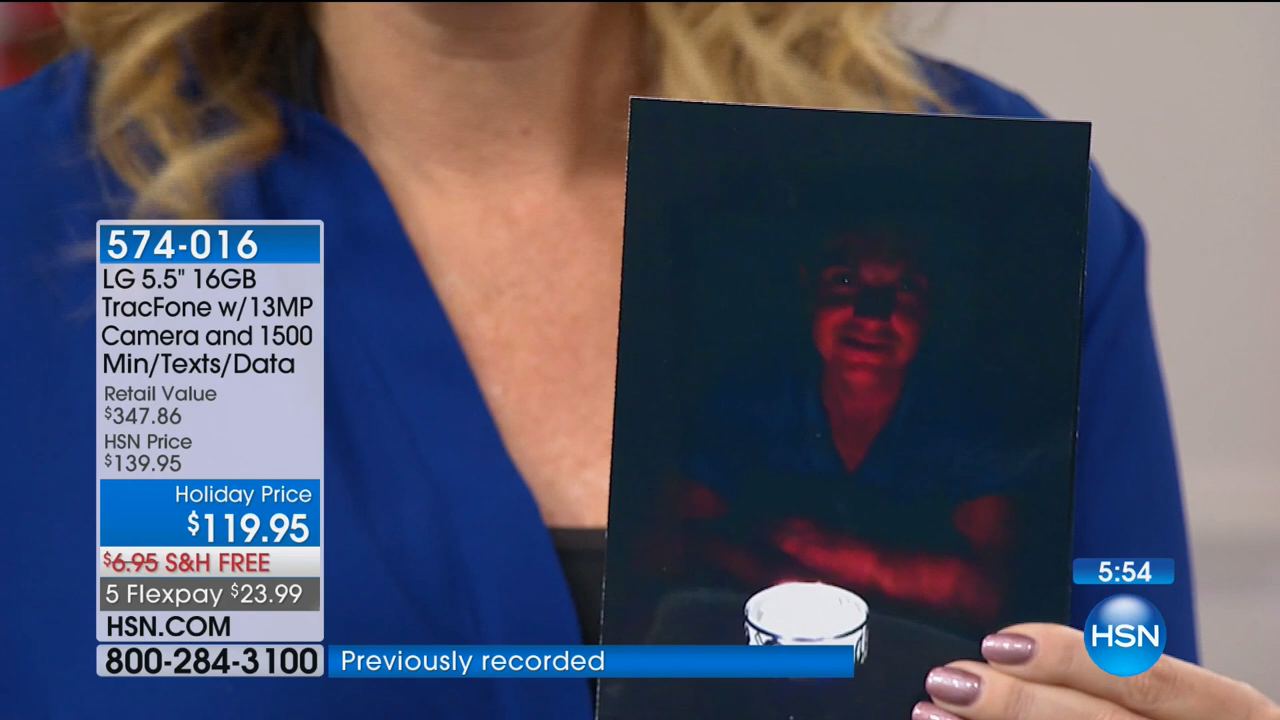 574-016
LG 5.5" 16GB
TracFone w/13MP
Camera and 1500
Min/Texts/Data
Retail Value
$347.86
HSN Price
$139.95
Holiday Price
$119.95
$6.95 S&H FREE
5 Flexpay $23.99
HSN.COM
800-284-3100
Previously recorded
5:54
HSN